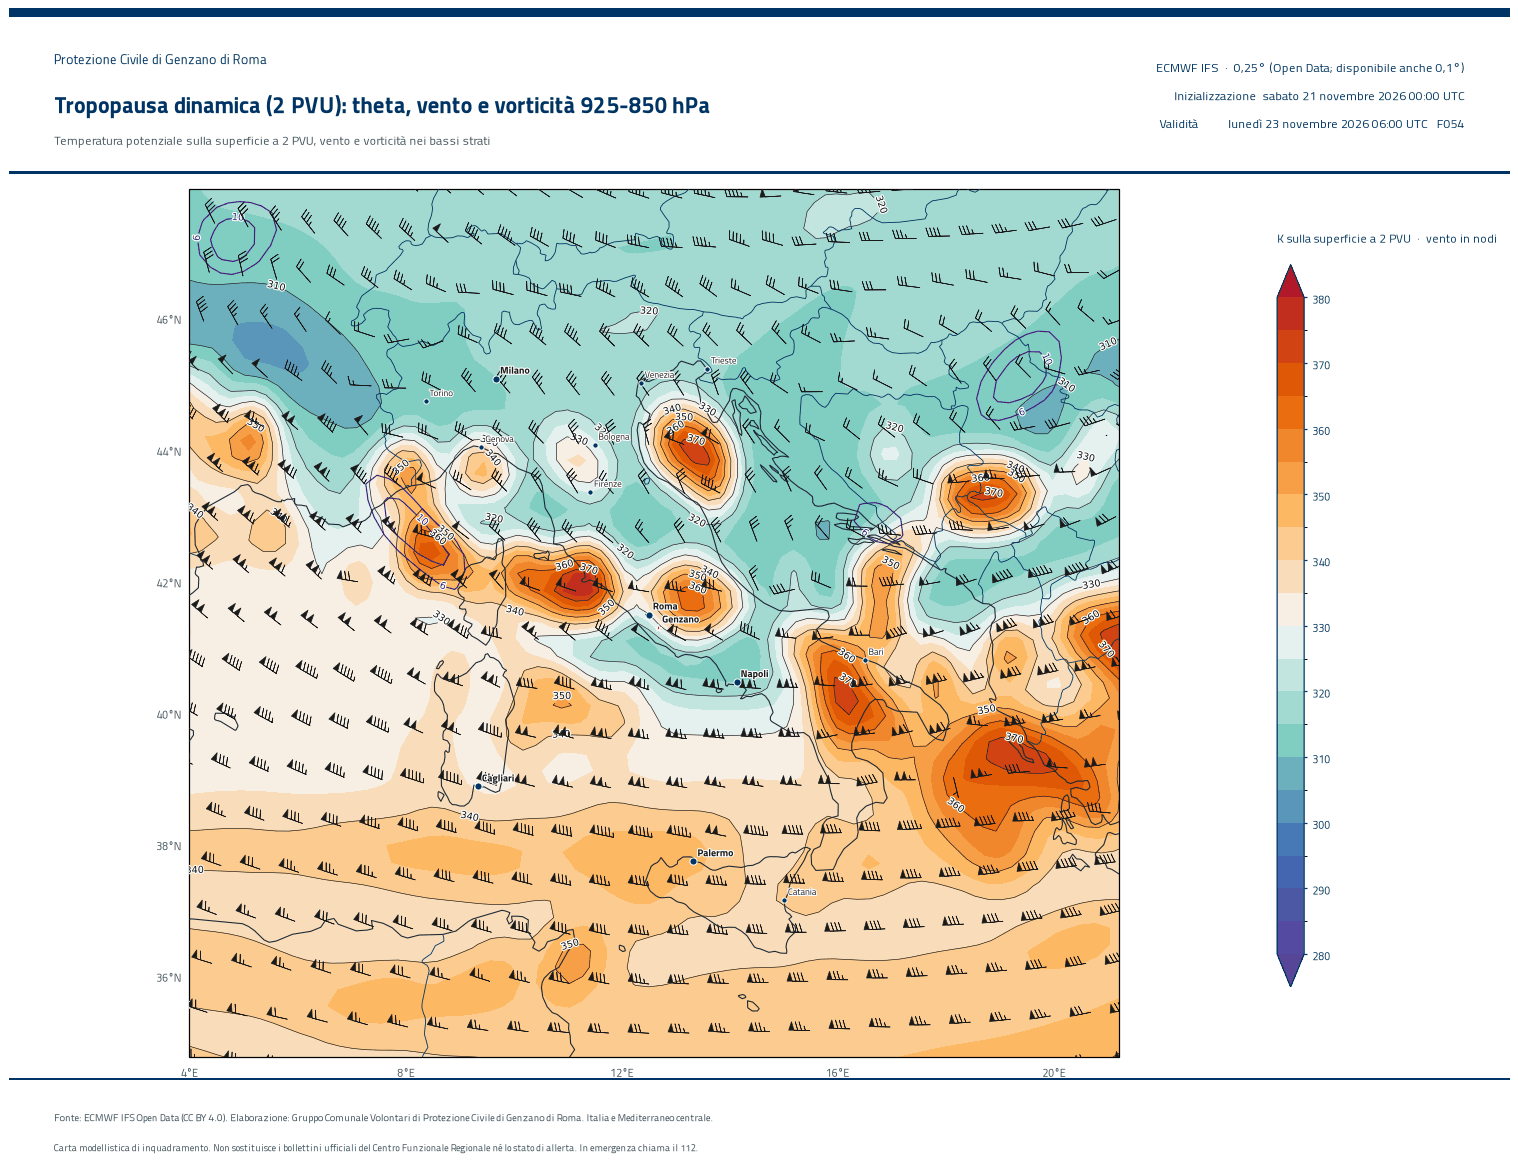 Protezione Civile di Genzano di Roma
Tropopausa dinamica (2 PVU): theta, vento e vorticità 925-850 hPa
Temperatura potenziale sulla superficie a 2 PVU, vento e vorticità nei bassi strati
ECMWF IFS · 0,25° (Open Data; disponibile anche 0,1°)
Inizializzazione sabato 21 novembre 2026 00:00 UTC
Validità lunedì 23 novembre 2026 06:00 UTC F054
K sulla superficie a 2 PVU · vento in nodi
380
370
360
350
340
330
320
310
300
290
280
46°N
44°N
42°N
40°N
38°N
36°N
4°E
8°E
12°E
16°E
20°E
Milano
Torino
Venezia
Trieste
Genova
Bologna
Firenze
Roma
Genzano
Napoli
Bari
Cagliari
Palermo
Catania
Fonte: ECMWF IFS Open Data (CC BY 4.0). Elaborazione: Gruppo Comunale Volontari di Protezione Civile di Genzano di Roma. Italia e Mediterraneo centrale.
Carta modellistica di inquadramento. Non sostituisce i bollettini ufficiali del Centro Funzionale Regionale né lo stato di allerta. In emergenza chiama il 112.